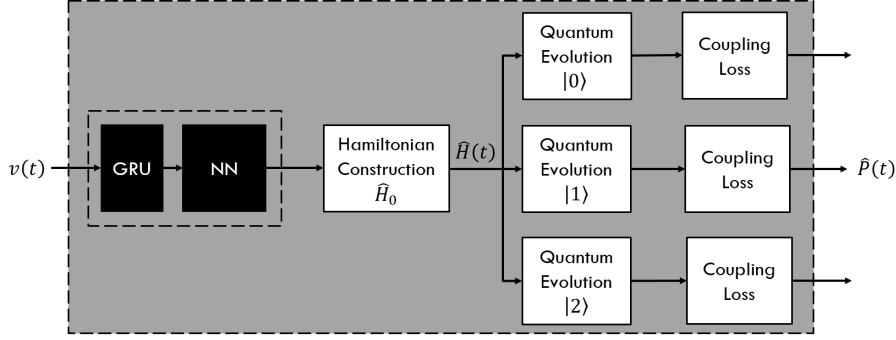 v(t)
GRU
NN
Hamiltonian
Construction
Ĥ₀
Ĥ(t)
Quantum
Evolution
|0⟩
Coupling
Loss
Quantum
Evolution
|1⟩
Coupling
Loss
P̂(t)
Quantum
Evolution
|2⟩
Coupling
Loss